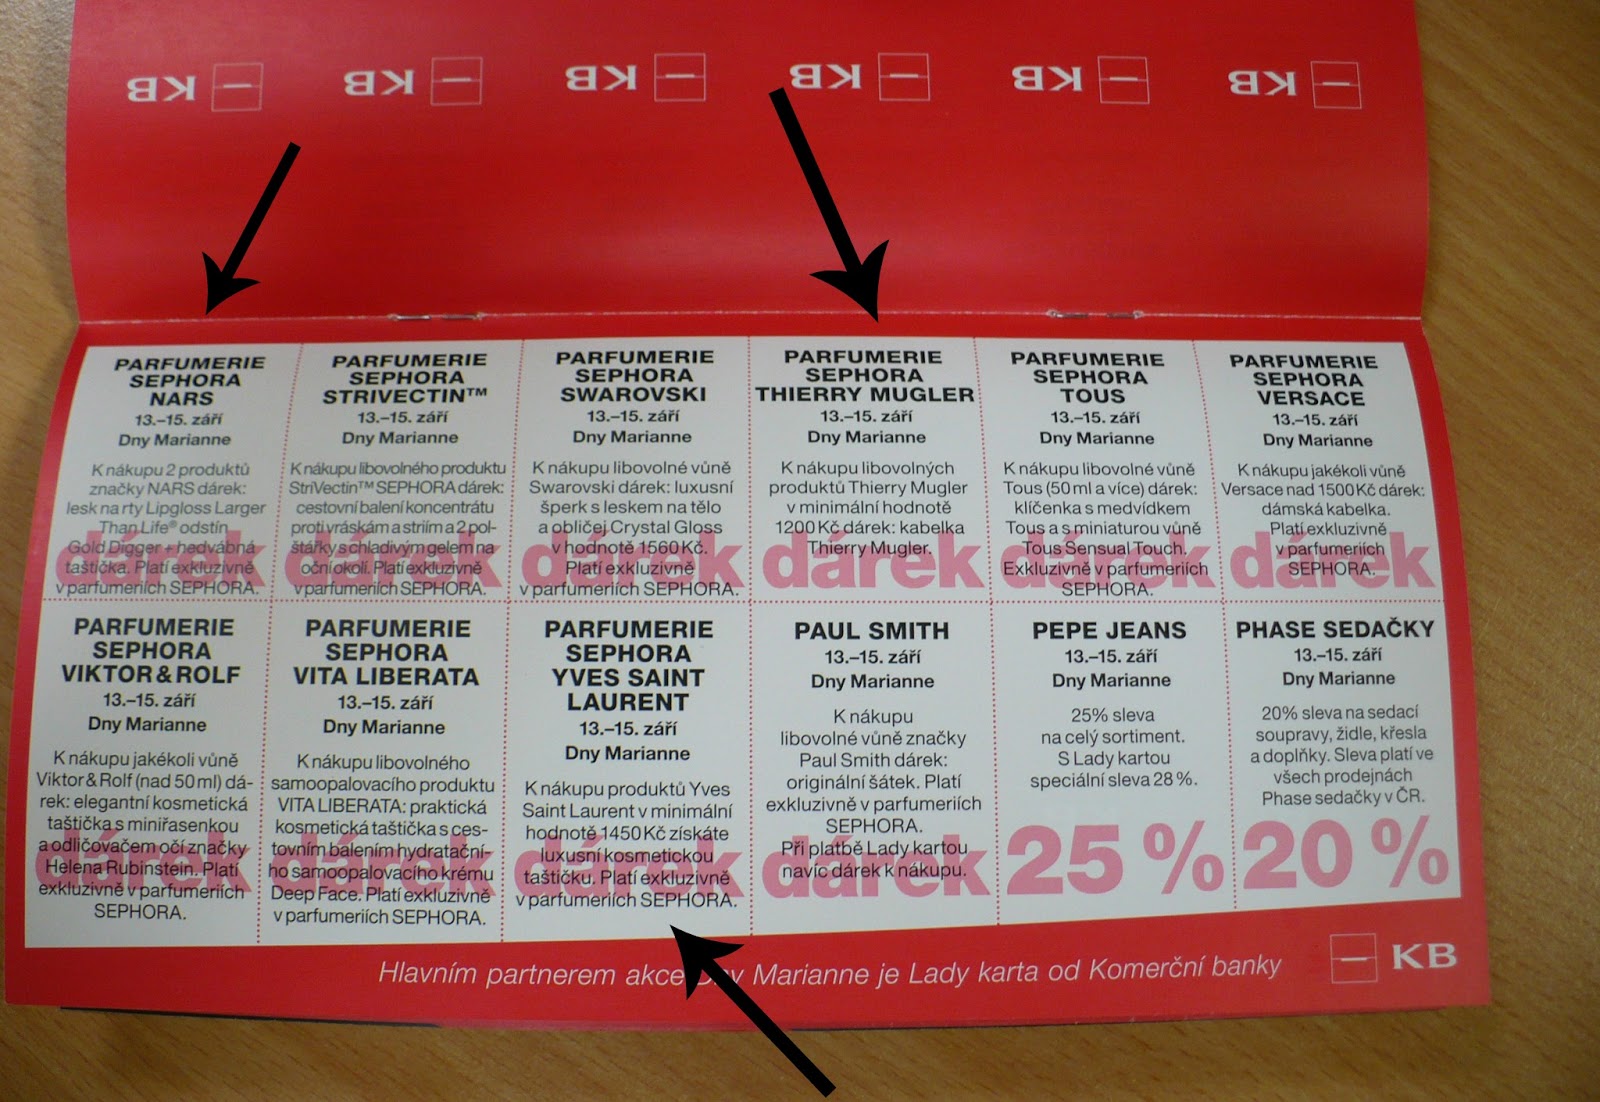 KB
KB
KB
KB
KB
KB
PARFUMERIE
SEPHORA
NARS
13.–15. září
Dny Marianne
K nákupu 2 produktů
značky NARS dárek:
lesk na rty Lipgloss Larger
Than Life® odstín
Gold Digger + hedvábná
taštička. Platí exkluzivně
v parfumeriích SEPHORA.
dárek
PARFUMERIE
SEPHORA
STRIVECTIN™
13.–15. září
Dny Marianne
K nákupu libovolného produktu
StriVectin™ SEPHORA dárek:
cestovní balení koncentrátu
proti vráskám a striím a 2 pol-
štářky s chladivým gelem na
oční okolí. Platí exkluzivně
v parfumeriích SEPHORA.
dárek
PARFUMERIE
SEPHORA
SWAROVSKI
13.–15. září
Dny Marianne
K nákupu libovolné vůně
Swarovski dárek: luxusní
šperk s leskem na tělo
a obličej Crystal Gloss
v hodnotě 1560 Kč.
Platí exkluzivně
v parfumeriích SEPHORA.
dárek
PARFUMERIE
SEPHORA
THIERRY MUGLER
13.–15. září
Dny Marianne
K nákupu libovolných
produktů Thierry Mugler
v minimální hodnotě
1200 Kč dárek: kabelka
Thierry Mugler.
dárek
PARFUMERIE
SEPHORA
TOUS
13.–15. září
Dny Marianne
K nákupu libovolné vůně
Tous (50 ml a více) dárek:
klíčenka s medvídkem
Tous a s miniaturou vůně
Tous Sensual Touch.
Exkluzivně v parfumeriích
SEPHORA.
dárek
PARFUMERIE
SEPHORA
VERSACE
13.–15. září
Dny Marianne
K nákupu jakékoli vůně
Versace nad 1500 Kč dárek:
dámská kabelka.
Platí exkluzivně
v parfumeriích
SEPHORA.
dárek
PARFUMERIE
SEPHORA
VIKTOR & ROLF
13.–15. září
Dny Marianne
K nákupu jakékoli vůně
Viktor & Rolf (nad 50 ml) dá-
rek: elegantní kosmetická
taštička s miniřasenkou
a odličovačem očí značky
Helena Rubinstein. Platí
exkluzivně v parfumeriích
SEPHORA.
dárek
PARFUMERIE
SEPHORA
VITA LIBERATA
13.–15. září
Dny Marianne
K nákupu libovolného
samoopalovacího produktu
VITA LIBERATA: praktická
kosmetická taštička s ces-
tovním balením hydratační-
ho samoopalovacího krému
Deep Face. Platí exkluzivně
v parfumeriích SEPHORA.
dárek
PARFUMERIE
SEPHORA
YVES SAINT
LAURENT
13.–15. září
Dny Marianne
K nákupu produktů Yves
Saint Laurent v minimální
hodnotě 1450 Kč získáte
luxusní kosmetickou
taštičku. Platí exkluzivně
v parfumeriích SEPHORA.
dárek
PAUL SMITH
13.–15. září
Dny Marianne
K nákupu
libovolné vůně značky
Paul Smith dárek:
originální šátek. Platí
exkluzivně v parfumeriích
SEPHORA.
Při platbě Lady kartou
navíc dárek k nákupu.
dárek
PEPE JEANS
13.–15. září
Dny Marianne
25% sleva
na celý sortiment.
S Lady kartou
speciální sleva 28 %.
25 %
PHASE SEDAČKY
13.–15. září
Dny Marianne
20% sleva na sedací
soupravy, židle, křesla
a doplňky. Sleva platí ve
všech prodejnách
Phase sedačky v ČR.
20 %
Hlavním partnerem akce Dny Marianne je Lady karta od Komerční banky
KB